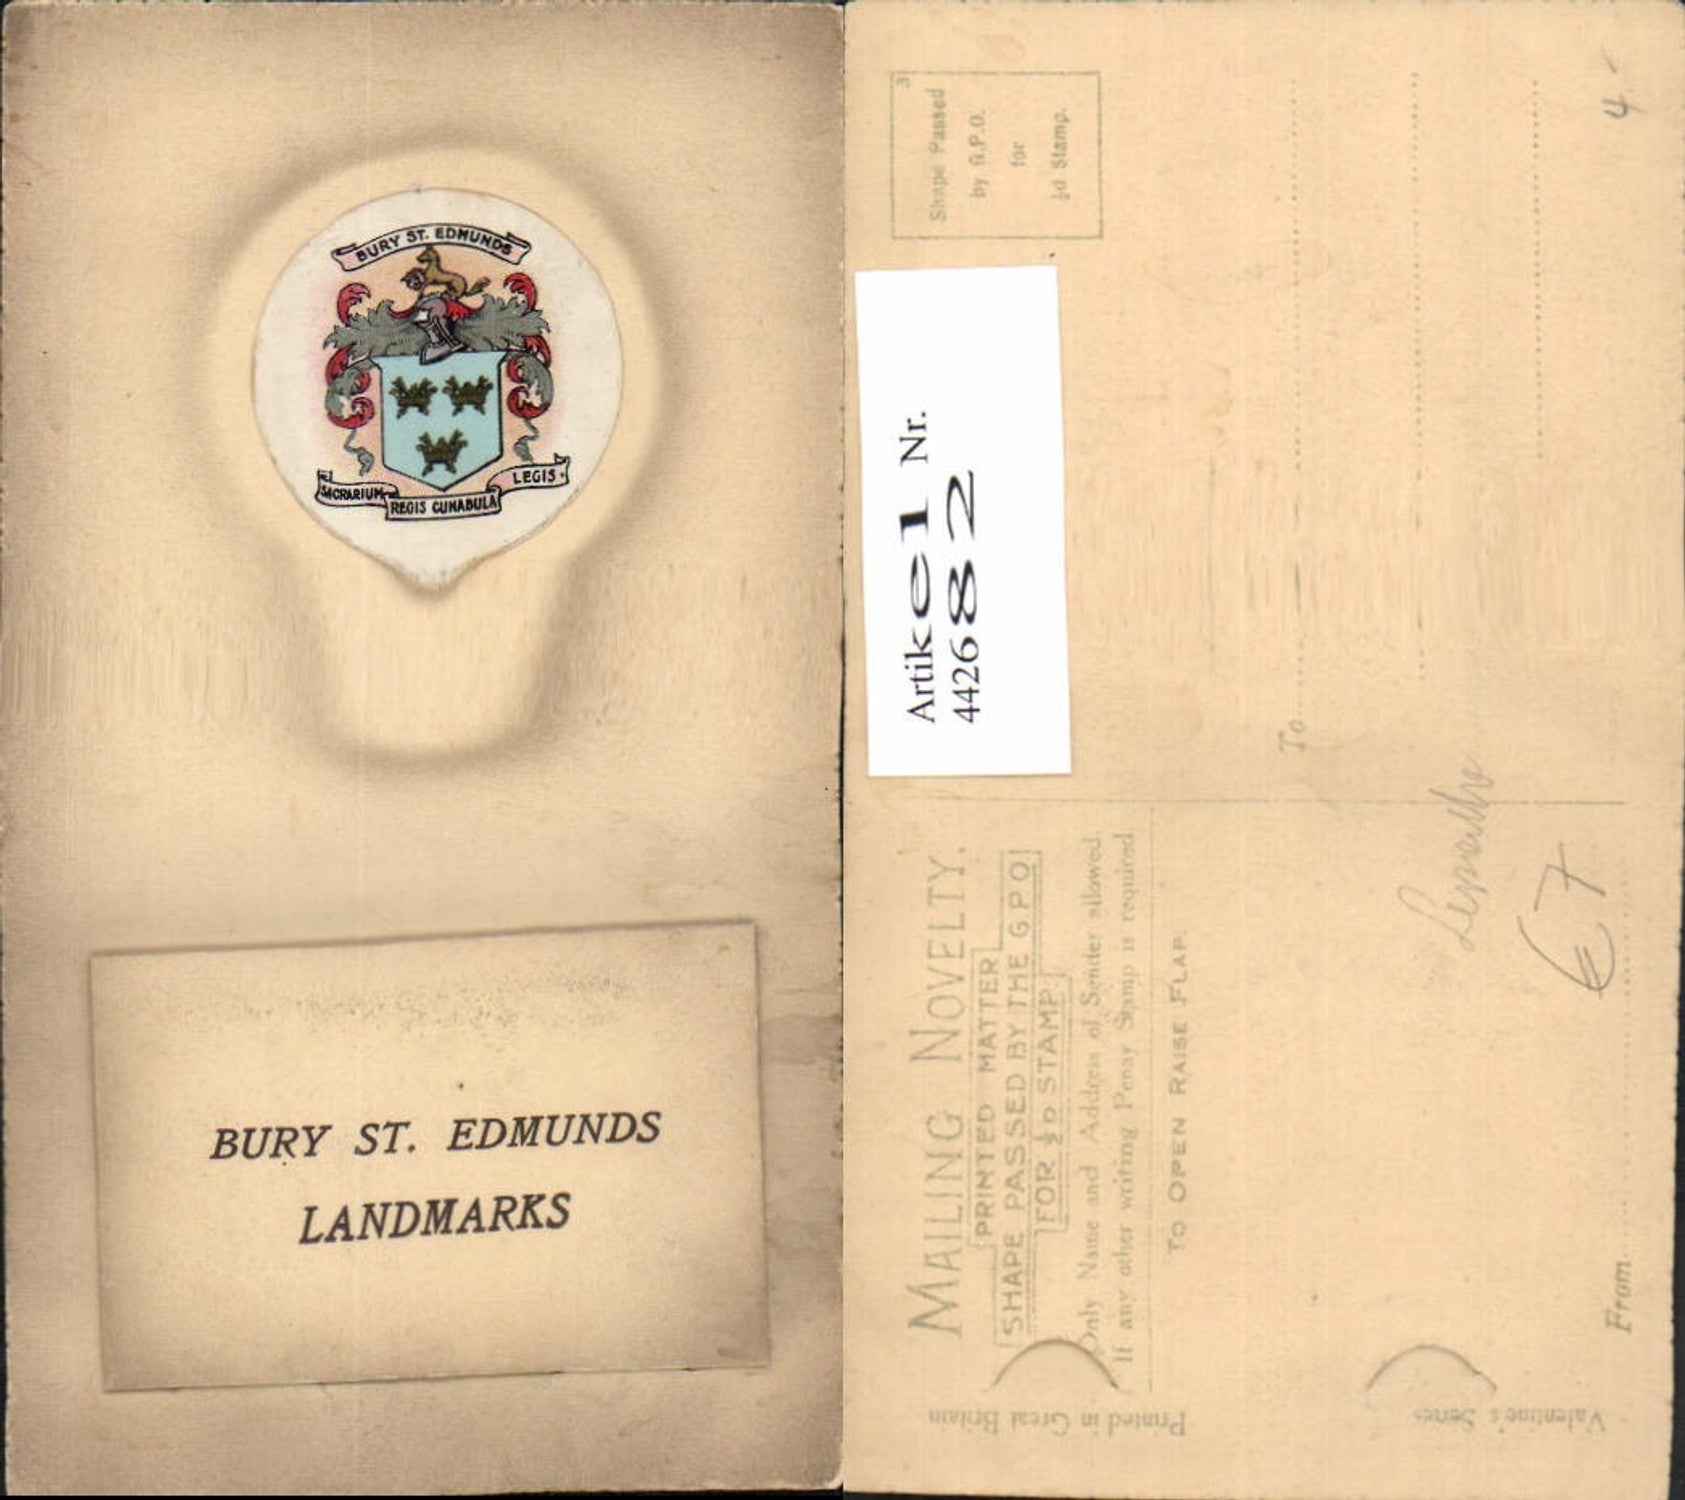 BURY ST. EDMUNDS
SACRARIUM
REGIS CUNABULA
LEGIS
BURY ST. EDMUNDS
LANDMARKS
3
Shape Passed
by G.P.O.
for
½d Stamp.
Artikel Nr.
442682
MAILING NOVELTY.
PRINTED MATTER
SHAPE PASSED BY THE G.P.O.
FOR ½D STAMP
Only Name and Address of Sender allowed.
If any other writing Penny Stamp is required
TO OPEN RAISE FLAP.
To
From
4.-
€ 7
Printed in Great Britain
Valentine's Series